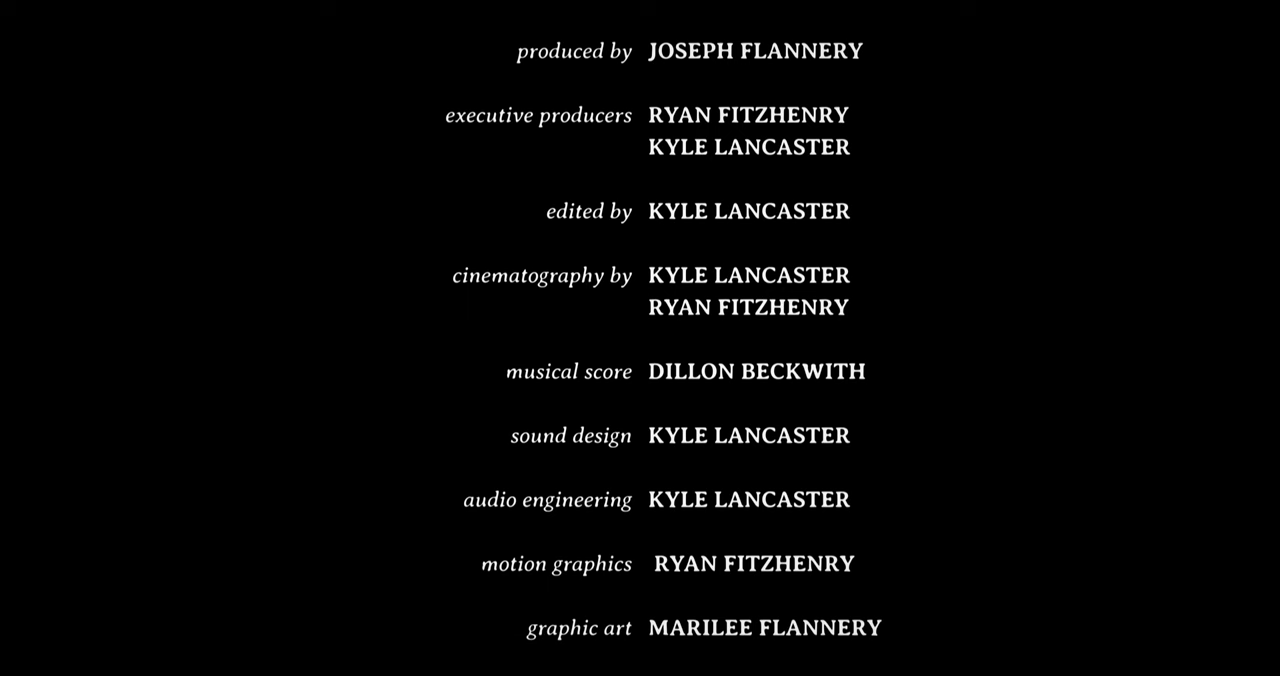 produced by JOSEPH FLANNERY
executive producers RYAN FITZHENRY
KYLE LANCASTER
edited by KYLE LANCASTER
cinematography by KYLE LANCASTER
RYAN FITZHENRY
musical score DILLON BECKWITH
sound design KYLE LANCASTER
audio engineering KYLE LANCASTER
motion graphics RYAN FITZHENRY
graphic art MARILEE FLANNERY